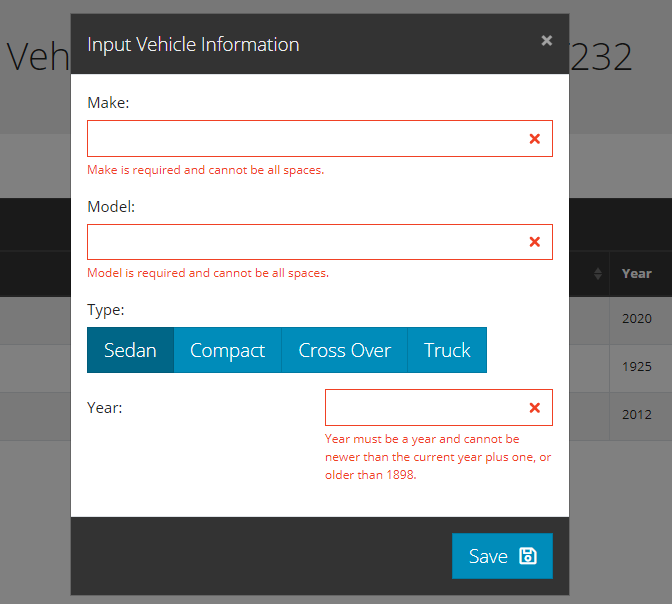 Input Vehicle Information
Veh
232
Make:
Make is required and cannot be all spaces.
Model:
Model is required and cannot be all spaces.
Year
Type:
Sedan Compact Cross Over Truck
2020
1925
Year:
2012
Year must be a year and cannot be
newer than the current year plus one, or
older than 1898.
Save